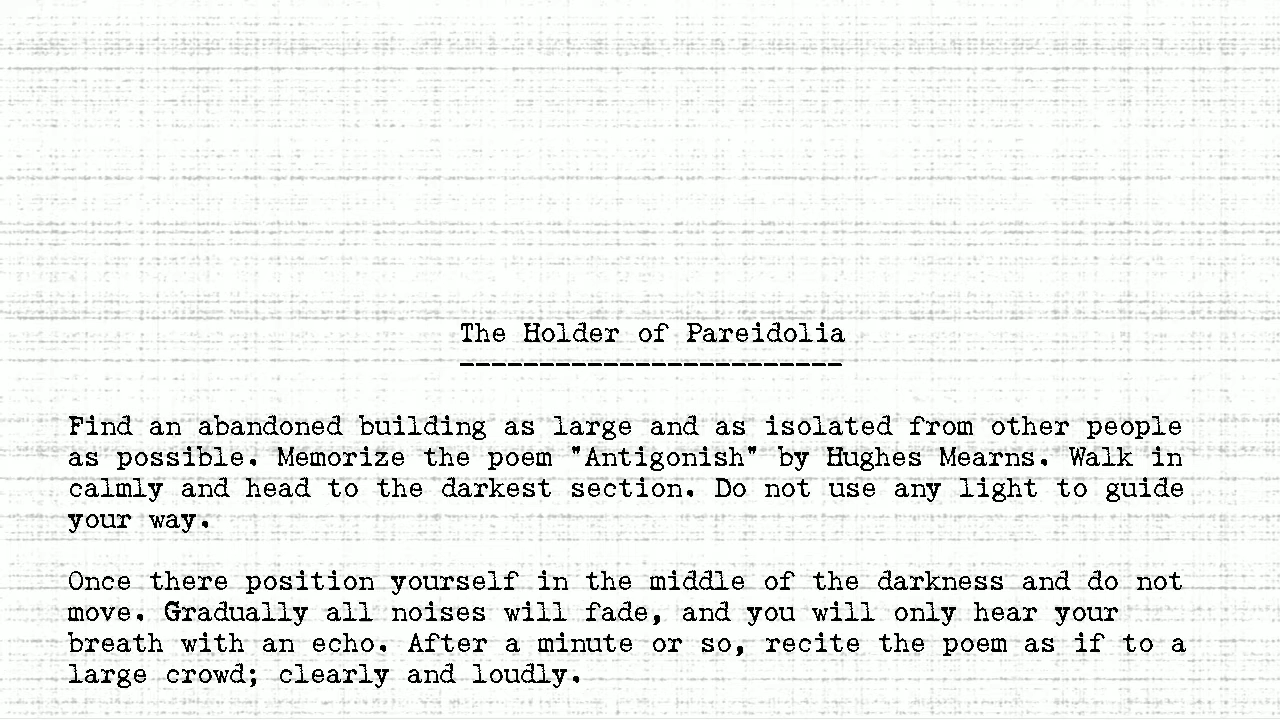 The Holder of Pareidolia
------------------------
Find an abandoned building as large and as isolated from other people
as possible. Memorize the poem "Antigonish" by Hughes Mearns. Walk in
calmly and head to the darkest section. Do not use any light to guide
your way.
Once there position yourself in the middle of the darkness and do not
move. Gradually all noises will fade, and you will only hear your
breath with an echo. After a minute or so, recite the poem as if to a
large crowd; clearly and loudly.